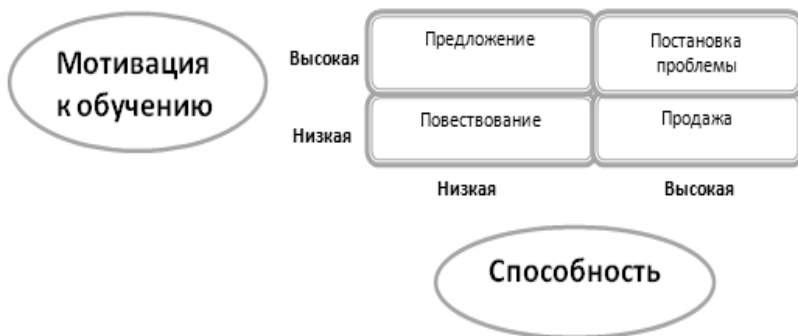 Мотивация
к обучению
Высокая
Предложение
Постановка
проблемы
Низкая
Повествование
Продажа
Низкая
Высокая
Способность